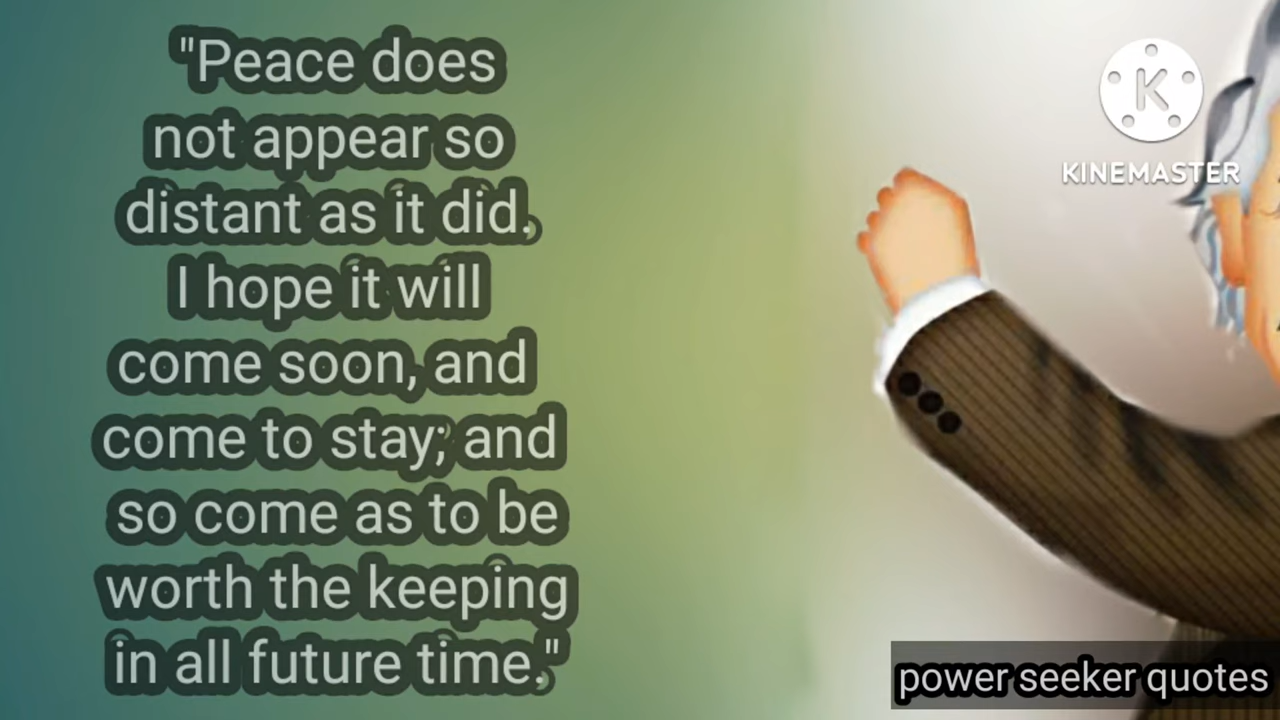 "Peace does
not appear so
distant as it did.
I hope it will
come soon, and
come to stay; and
so come as to be
worth the keeping
in all future time."
K
KINEMASTER
power seeker quotes